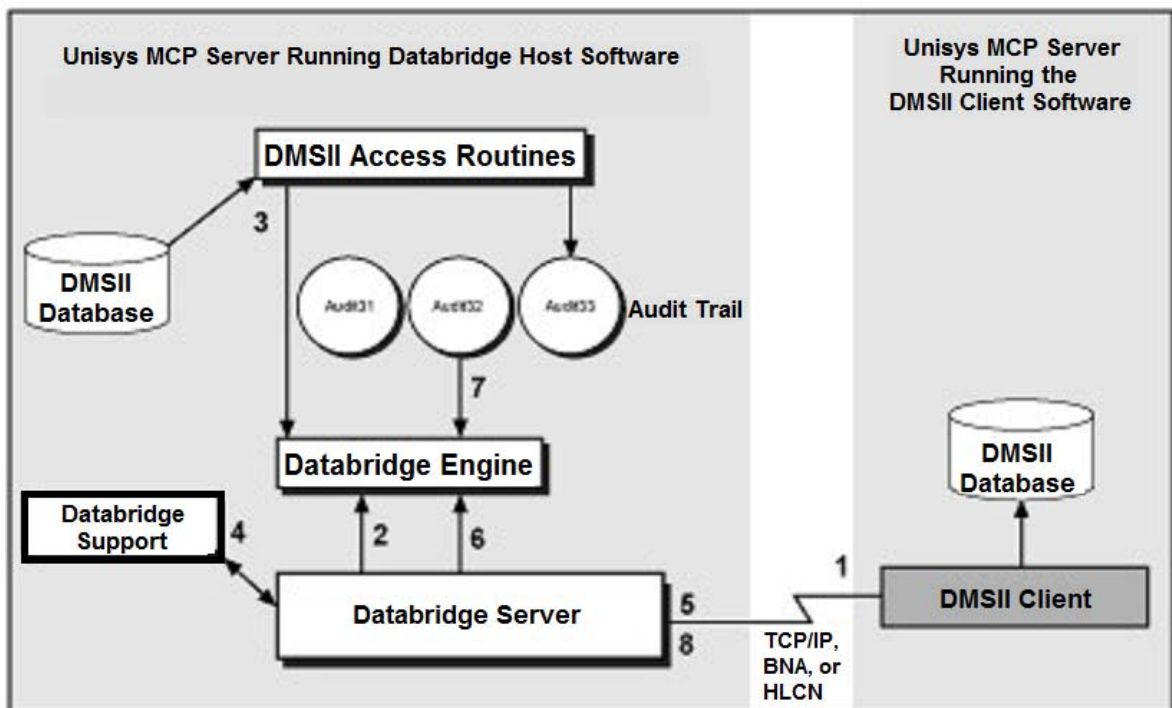 Unisys MCP Server Running Databridge Host Software
Unisys MCP Server
Running the
DMSII Client Software
DMSII Access Routines
3
DMSII
Database
Audit31
Audit32
Audit33
Audit Trail
7
Databridge Engine
DMSII
Database
Databridge
Support
4
2
6
1
DMSII Client
Databridge Server
5
8
TCP/IP,
BNA, or
HLCN